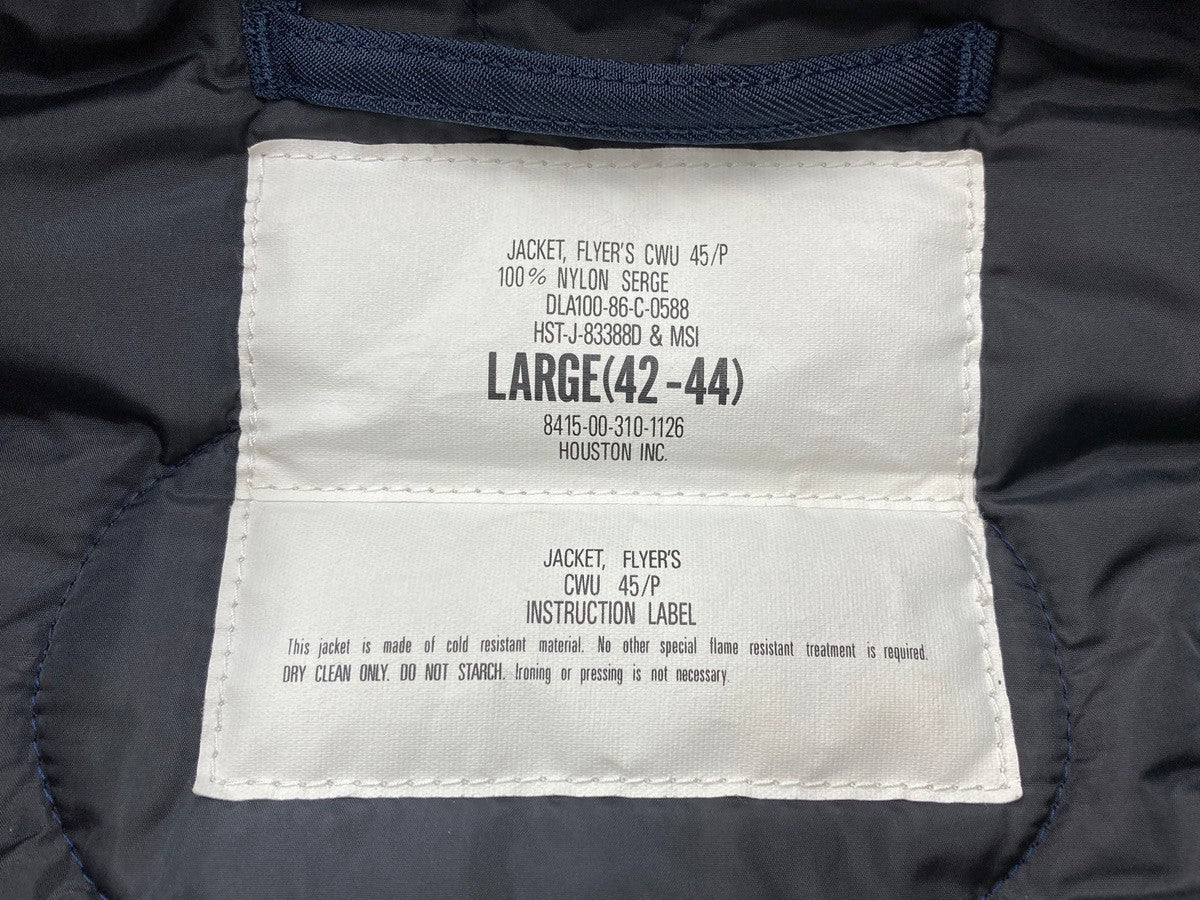 JACKET, FLYER'S CWU 45/P
100% NYLON SERGE
DLA100-86-C-0588
HST-J-83388D & MSI
LARGE(42-44)
8415-00-310-1126
HOUSTON INC.
JACKET, FLYER'S
CWU 45/P
INSTRUCTION LABEL
This jacket is made of cold resistant material. No other special flame resistant treatment is required.
DRY CLEAN ONLY. DO NOT STARCH. Ironing or pressing is not necessary.